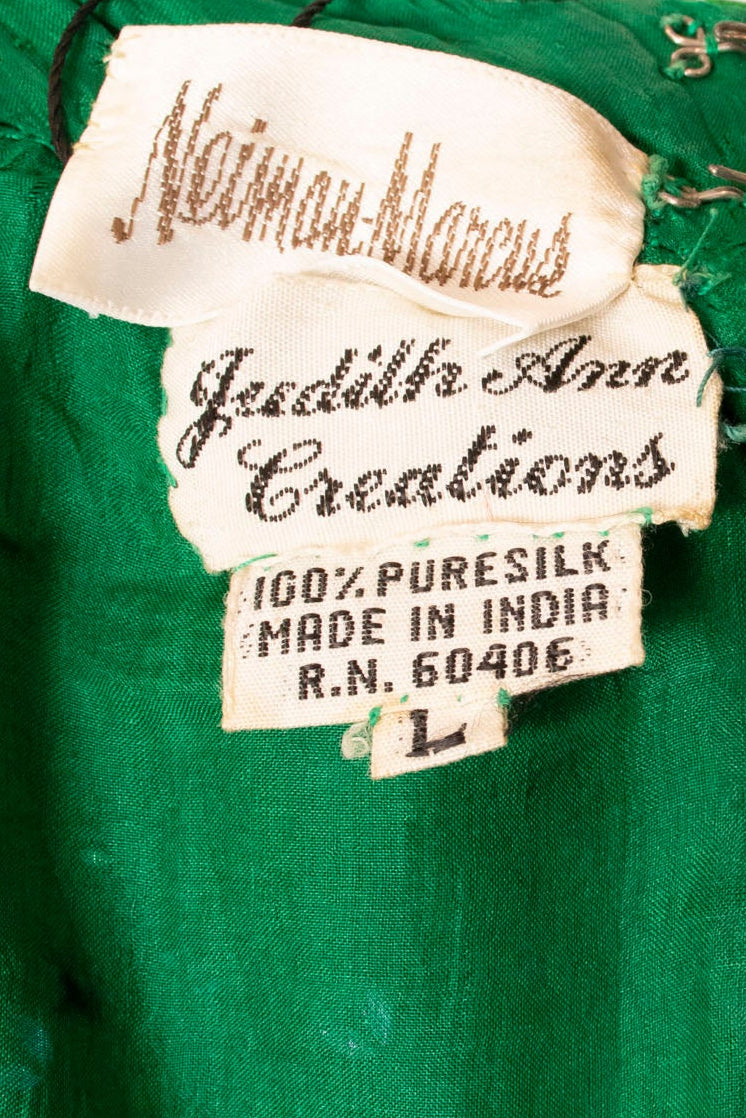 Neiman-Marcus
Judith Ann
Creations
100% PURE SILK
MADE IN INDIA
R.N. 60406
L